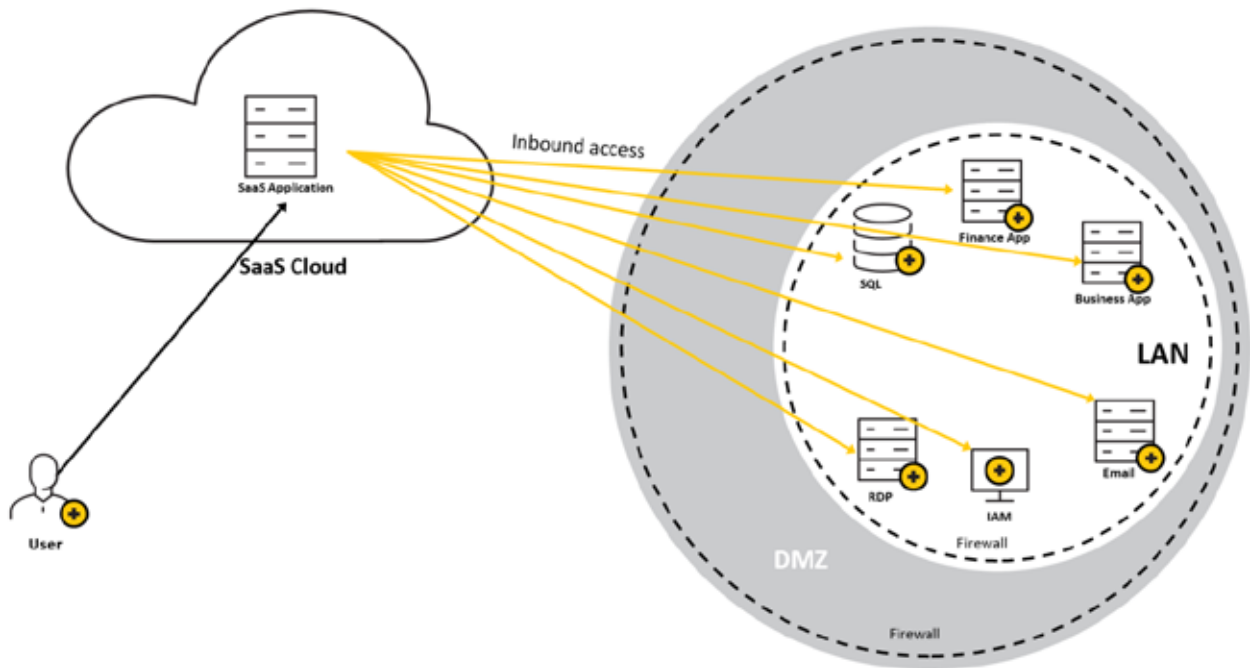 Inbound access
SaaS Application
SaaS Cloud
User
Finance App
SQL
Business App
LAN
RDP
IAM
Email
Firewall
DMZ
Firewall